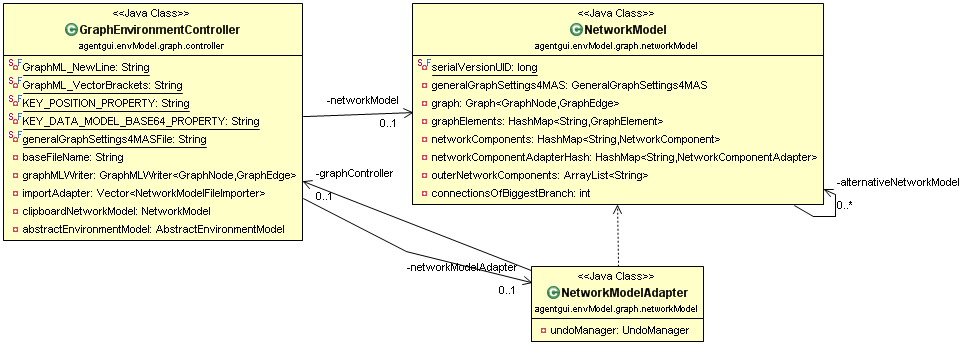 <<Java Class>>
GraphEnvironmentController
agentgui.envModel.graph.controller
GraphML_NewLine: String
GraphML_VectorBrackets: String
KEY_POSITION_PROPERTY: String
KEY_DATA_MODEL_BASE64_PROPERTY: String
generalGraphSettings4MASFile: String
baseFileName: String
graphMLWriter: GraphMLWriter<GraphNode,GraphEdge>
importAdapter: Vector<NetworkModelFileImporter>
clipboardNetworkModel: NetworkModel
abstractEnvironmentModel: AbstractEnvironmentModel
-networkModel
0..1
<<Java Class>>
NetworkModel
agentgui.envModel.graph.networkModel
serialVersionUID: long
generalGraphSettings4MAS: GeneralGraphSettings4MAS
graph: Graph<GraphNode,GraphEdge>
graphElements: HashMap<String,GraphElement>
networkComponents: HashMap<String,NetworkComponent>
networkComponentAdapterHash: HashMap<String,NetworkComponentAdapter>
outerNetworkComponents: ArrayList<String>
connectionsOfBiggestBranch: int
-alternativeNetworkModel
0..*
-graphController
0..1
-networkModelAdapter
0..1
<<Java Class>>
NetworkModelAdapter
agentgui.envModel.graph.networkModel
undoManager: UndoManager